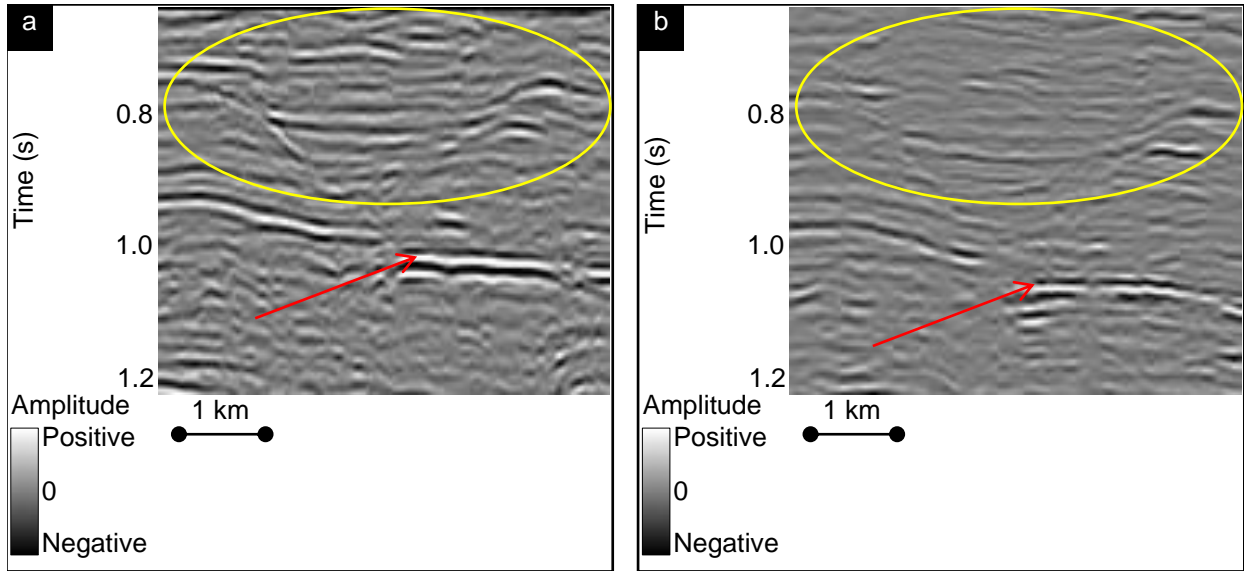 a
Time (s)
0.8
1.0
1.2
Amplitude
Positive
0
Negative
1 km
b
Time (s)
0.8
1.0
1.2
Amplitude
Positive
0
Negative
1 km